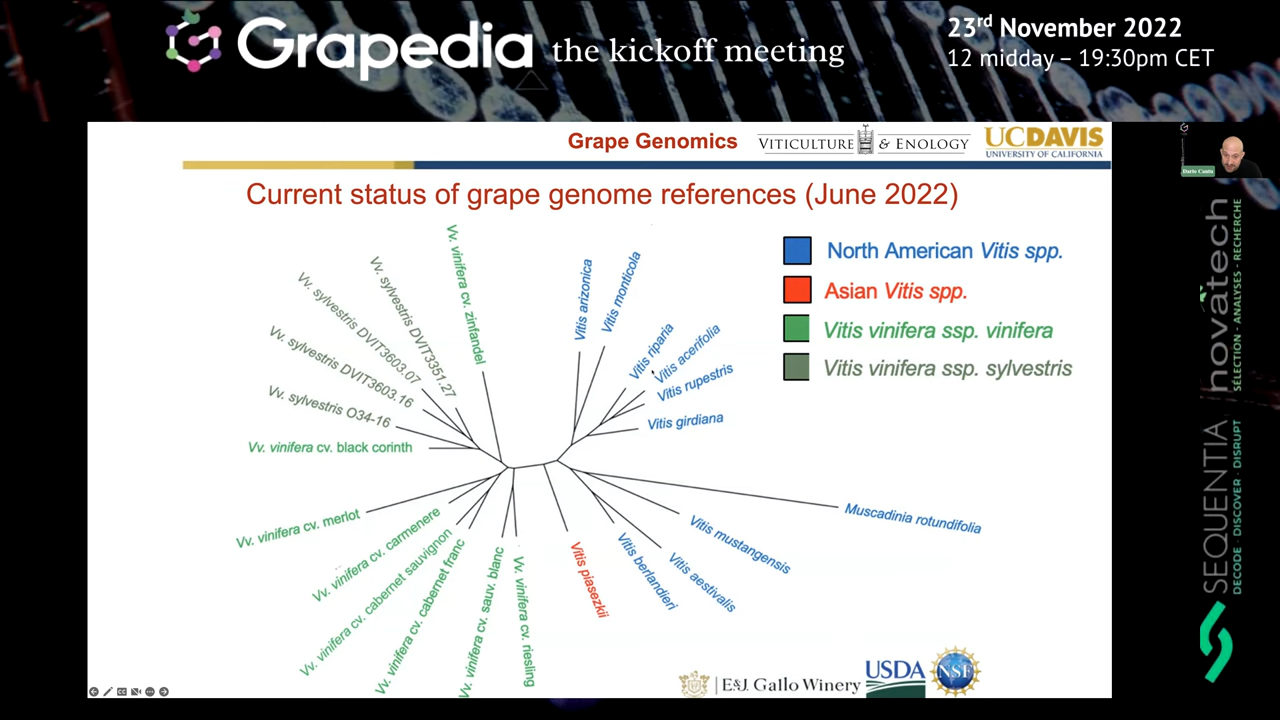 Grapedia the kickoff meeting
23rd November 2022
12 midday – 19:30pm CET
Grape Genomics
VITICULTURE & ENOLOGY
UCDAVIS
UNIVERSITY OF CALIFORNIA
Dario Cantu
Current status of grape genome references (June 2022)
North American Vitis spp.
Asian Vitis spp.
Vitis vinifera ssp. vinifera
Vitis vinifera ssp. sylvestris
Vv. sylvestris DVIT3603.07
Vv. sylvestris DVIT3351.27
Vv. vinifera cv. zinfandel
Vitis arizonica
Vitis monticola
Vitis riparia
Vitis acerifolia
Vitis rupestris
Vitis girdiana
Vv. sylvestris DVIT3603.16
Vv. sylvestris O34-16
Vv. vinifera cv. black corinth
Vv. vinifera cv. merlot
Vv. vinifera cv. carmenere
Vv. vinifera cv. cabernet sauvignon
Vv. vinifera cv. cabernet franc
Vv. vinifera cv. sauv. blanc
Vv. vinifera cv. riesling
Vitis piasezkii
Vitis berlandieri
Vitis aestivalis
Vitis mustangensis
Muscadinia rotundifolia
E&J Gallo Winery
USDA
NSF
novatech
SÉLECTION - ANALYSES - RECHERCHE
SEQUENTIA
DECODE · DISCOVER · DISRUPT